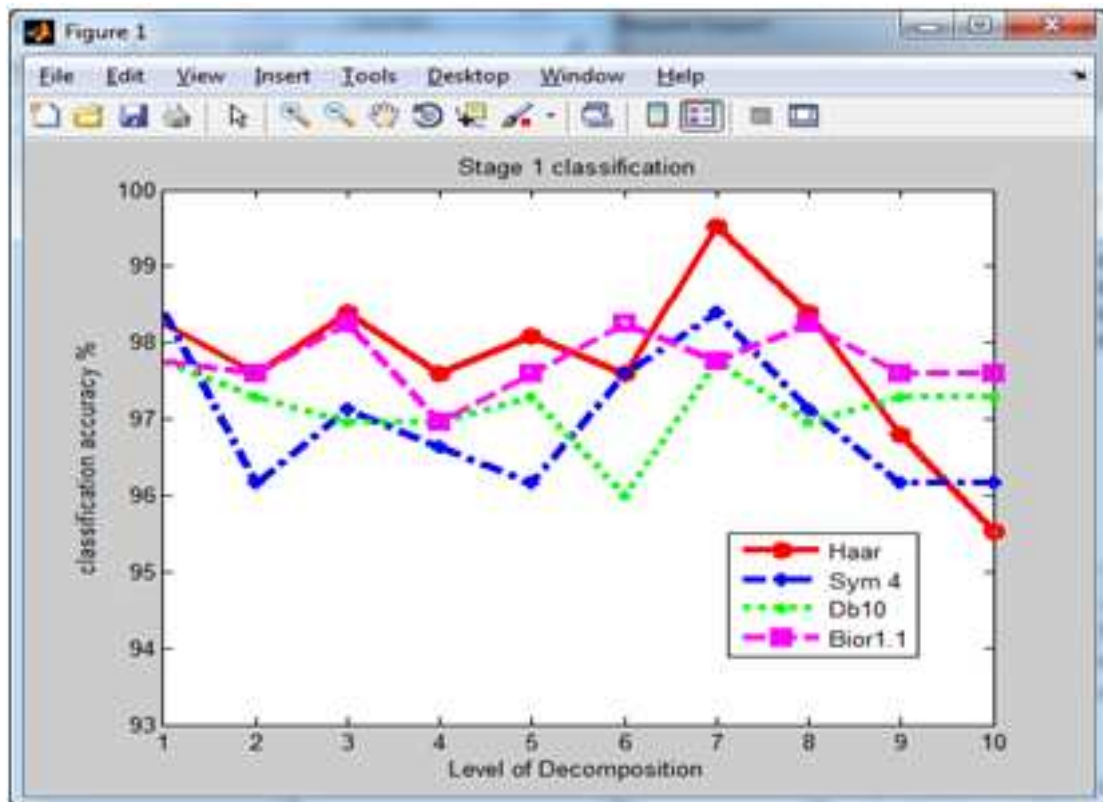 Figure 1
File Edit View Insert Tools Desktop Window Help
Stage 1 classification
100
99
98
97
96
95
94
93
classification accuracy %
1 2 3 4 5 6 7 8 9 10
Level of Decomposition
Haar
Sym 4
Db10
Bior1.1